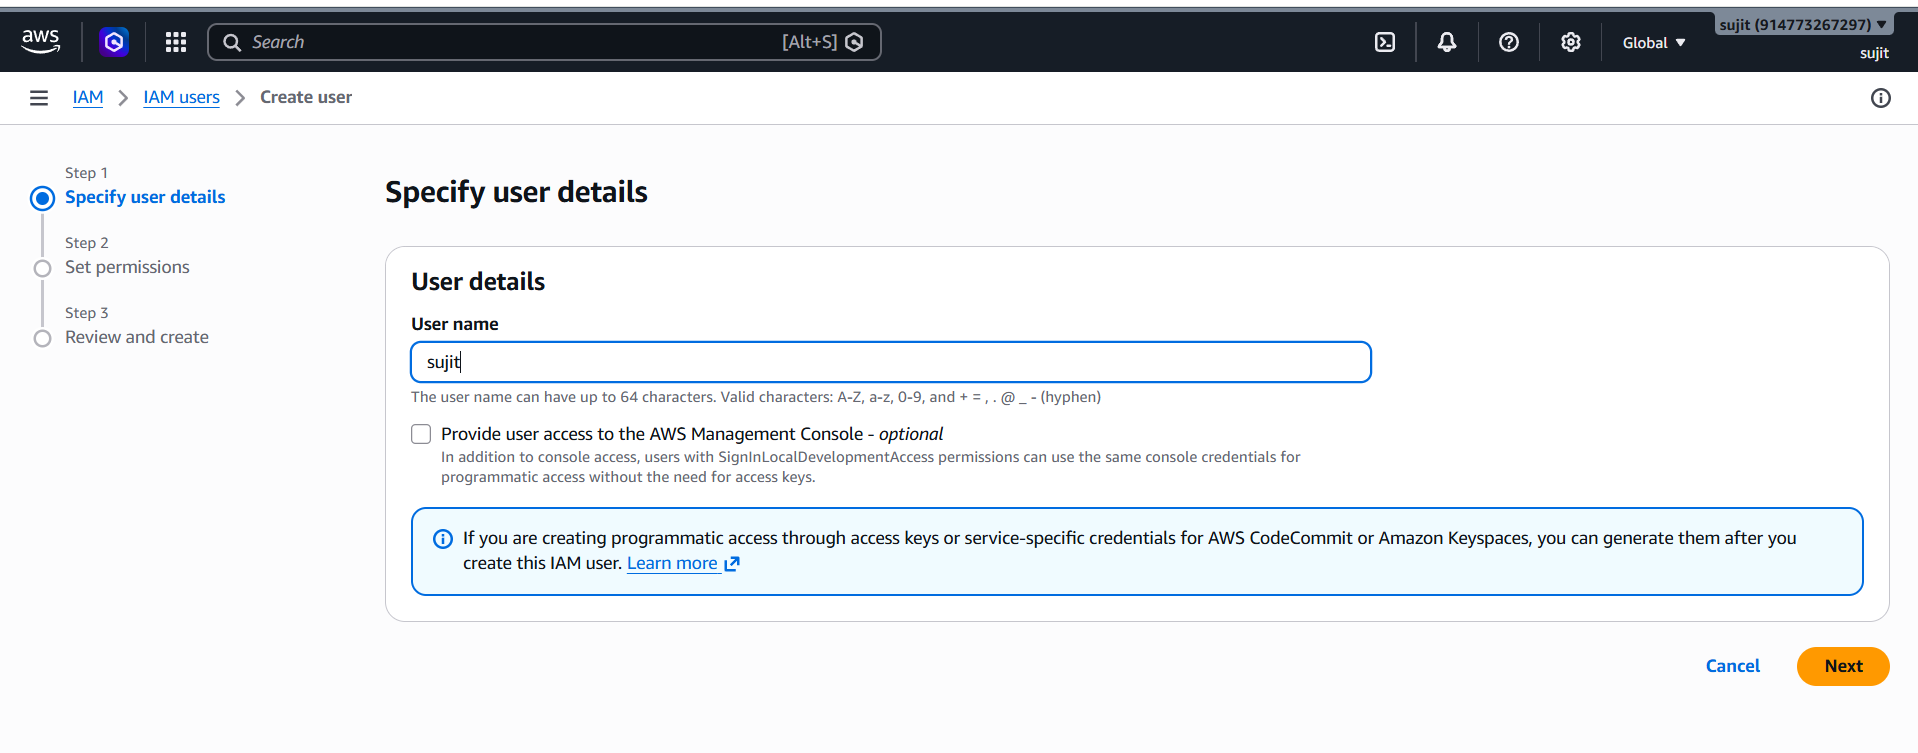 aws
Search [Alt+S]
Global
sujit (914773267297)
sujit
IAM
IAM users
Create user
Step 1
Specify user details
Step 2
Set permissions
Step 3
Review and create
Specify user details
User details
User name
sujit
The user name can have up to 64 characters. Valid characters: A-Z, a-z, 0-9, and + = , . @ _ - (hyphen)
Provide user access to the AWS Management Console - optional
In addition to console access, users with SignInLocalDevelopmentAccess permissions can use the same console credentials for
programmatic access without the need for access keys.
If you are creating programmatic access through access keys or service-specific credentials for AWS CodeCommit or Amazon Keyspaces, you can generate them after you
create this IAM user. Learn more
Cancel
Next